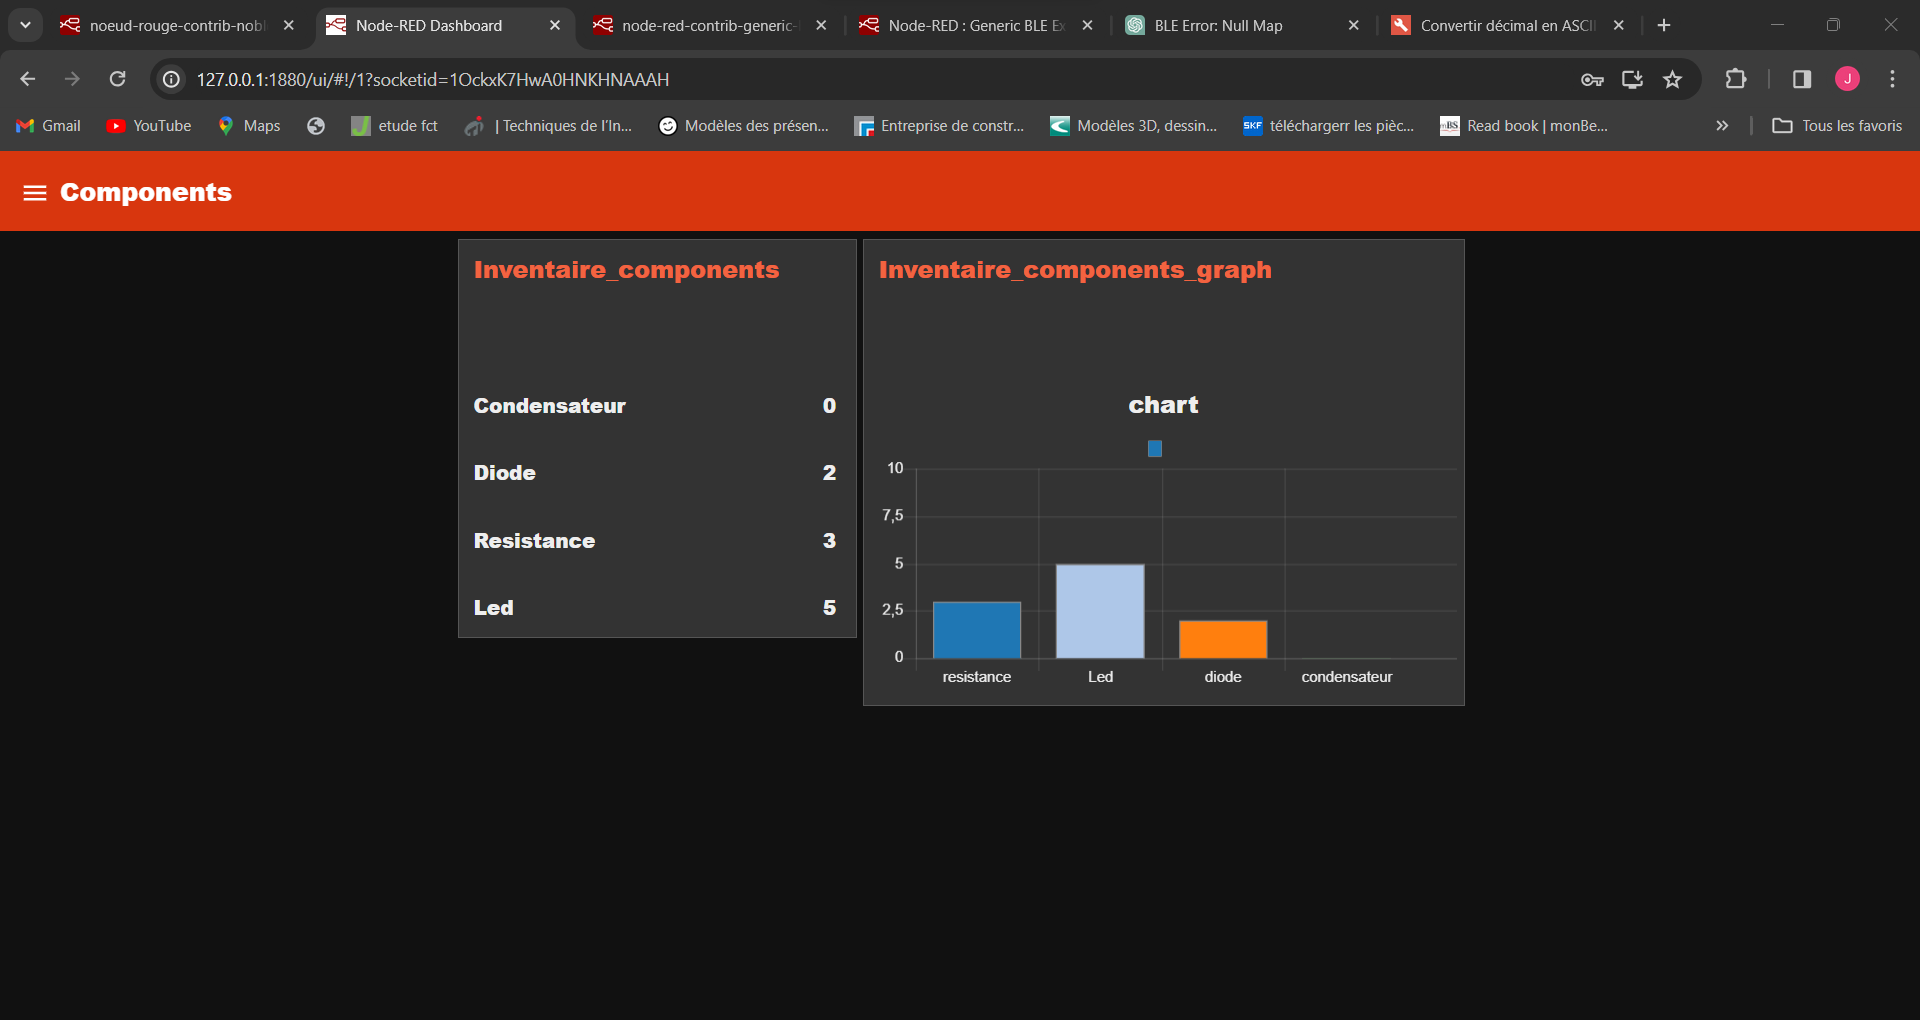 noeud-rouge-contrib-nobl
Node-RED Dashboard
node-red-contrib-generic-
Node-RED : Generic BLE Ex
BLE Error: Null Map
Convertir décimal en ASCII
127.0.0.1:1880/ui/#!/1?socketid=1OckxK7HwA0HNKHNAAAH
J
Gmail
YouTube
Maps
etude fct
| Techniques de l'In...
Modèles des présen...
Entreprise de constr...
Modèles 3D, dessin...
SKF
téléchargerr les pièc...
mBS
Read book | monBe...
»
Tous les favoris
Components
Inventaire_components
Condensateur 0
Diode 2
Resistance 3
Led 5
Inventaire_components_graph
chart
10
7,5
5
2,5
0
resistance Led diode condensateur